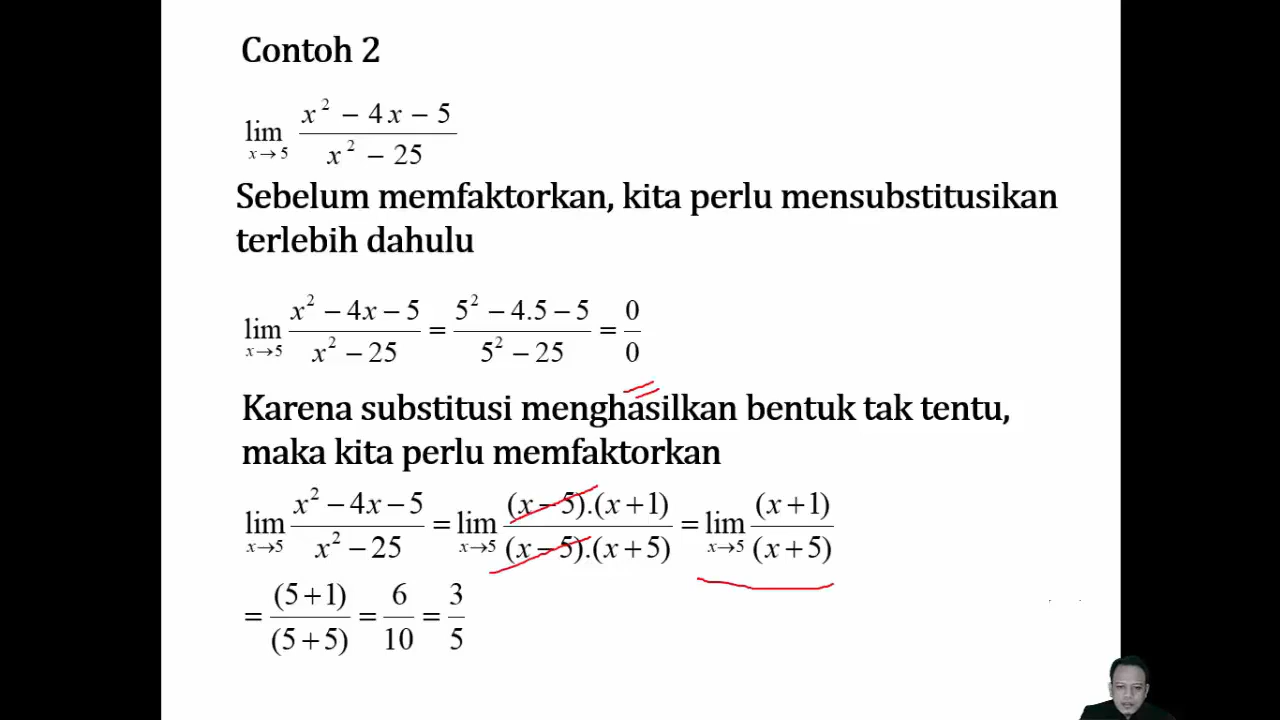 Contoh 2
lim x→5 (x² − 4x − 5)/(x² − 25)
Sebelum memfaktorkan, kita perlu mensubstitusikan
terlebih dahulu
lim x→5 (x² − 4x − 5)/(x² − 25) = (5² − 4.5 − 5)/(5² − 25) = 0/0
Karena substitusi menghasilkan bentuk tak tentu,
maka kita perlu memfaktorkan
lim x→5 (x² − 4x − 5)/(x² − 25) = lim x→5 ((x − 5).(x + 1))/((x − 5).(x + 5)) = lim x→5 (x + 1)/(x + 5)
= (5 + 1)/(5 + 5) = 6/10 = 3/5